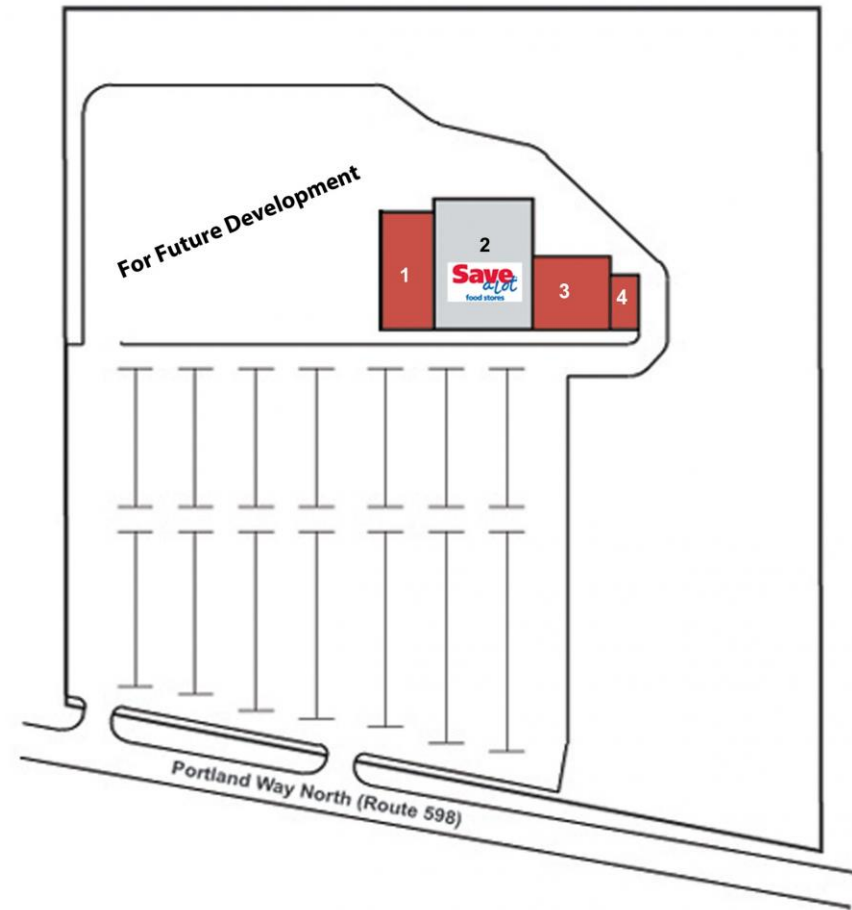 For Future Development
1
2
Save
a lot
food stores
3
4
Portland Way North (Route 598)